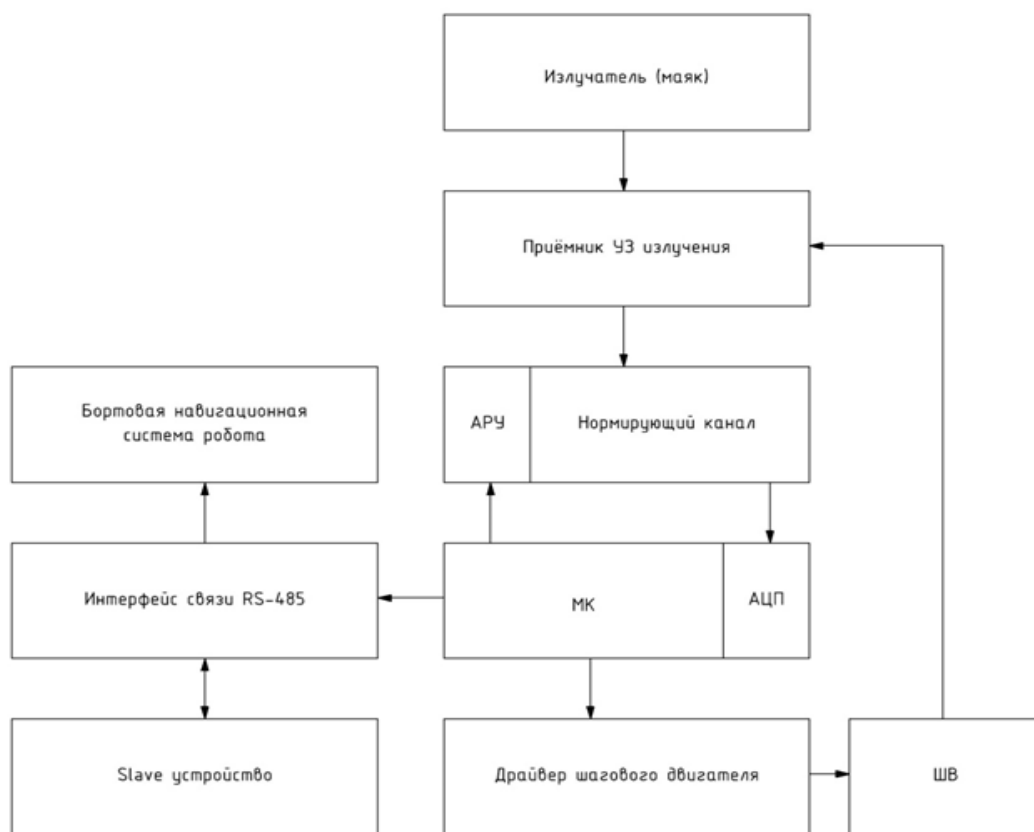 Излучатель (маяк)
Приёмник УЗ излучения
Бортовая навигационная
система робота
АРУ
Нормирующий канал
Интерфейс связи RS-485
МК
АЦП
Slave устройство
Драйвер шагового двигателя
ШВ